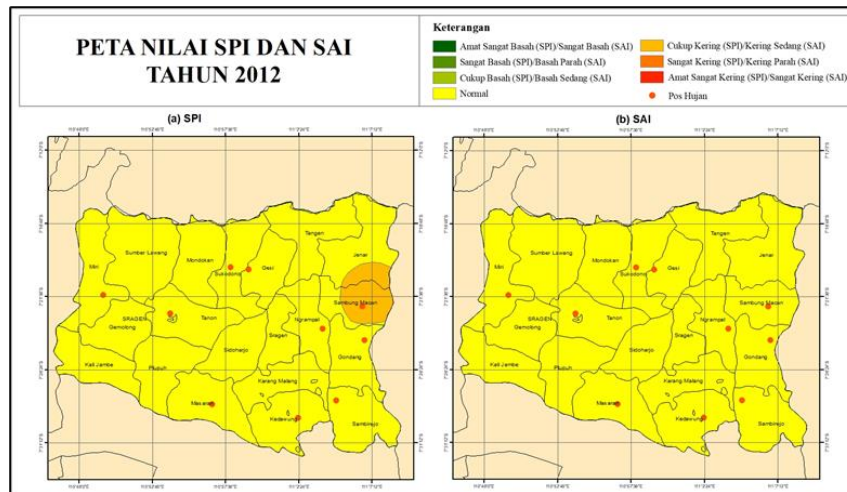 PETA NILAI SPI DAN SAI
TAHUN 2012
Keterangan
Amat Sangat Basah (SPI)/Sangat Basah (SAI)
Sangat Basah (SPI)/Basah Parah (SAI)
Cukup Basah (SPI)/Basah Sedang (SAI)
Normal
Cukup Kering (SPI)/Kering Sedang (SAI)
Sangat Kering (SPI)/Kering Parah (SAI)
Amat Sangat Kering (SPI)/Sangat Kering (SAI)
Pos Hujan
(a) SPI
Tangen
Sumbar Lawang
Jenar
Miri
Mondokan
Sukodono
Gesi
Sambung Macan
SRAGEN
Gemolong
Tanon
Ngrampal
Sidoharjo
Sragen
Gondang
Kali Jambe
Plupuh
Karang Malang
Masaran
Kedawung
Sambirejo
(b) SAI
Tangen
Sumbar Lawang
Jenar
Miri
Mondokan
Sukodono
Gesi
Sambung Macan
SRAGEN
Gemolong
Tanon
Ngrampal
Sidoharjo
Sragen
Gondang
Kali Jambe
Plupuh
Karang Malang
Masaran
Kedawung
Sambirejo